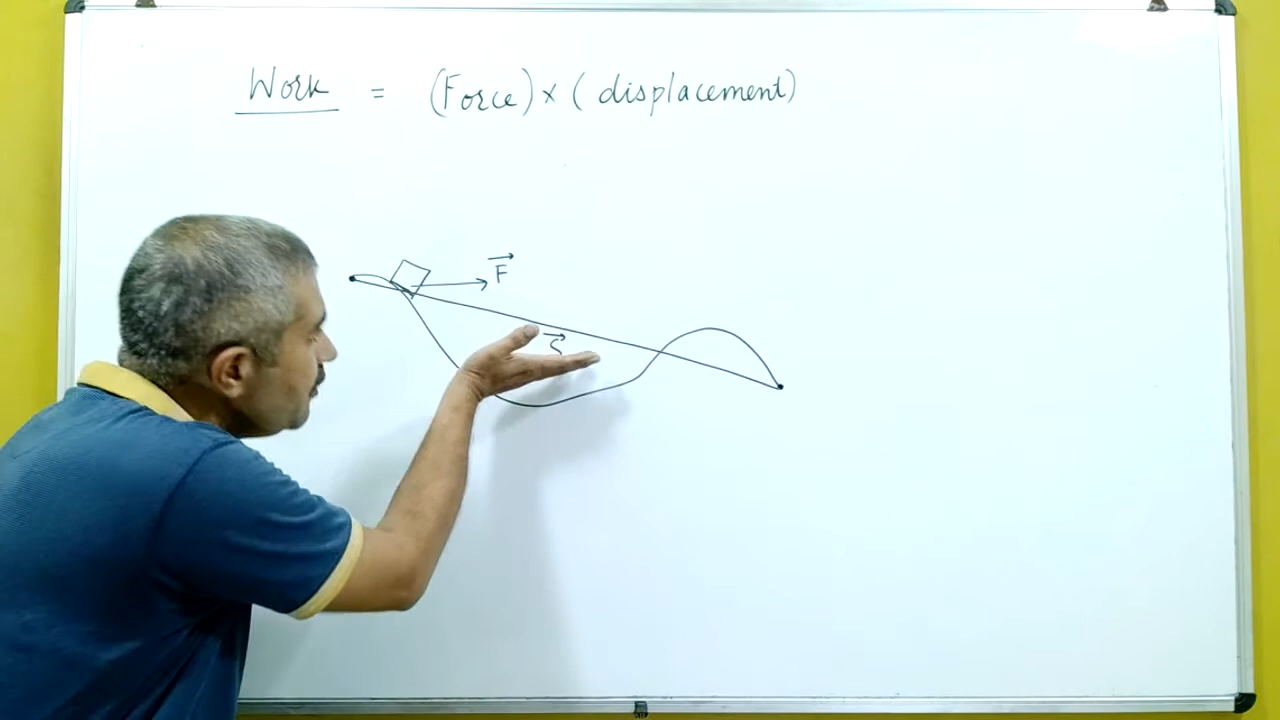 Work = (Force) × (displacement)
F
S